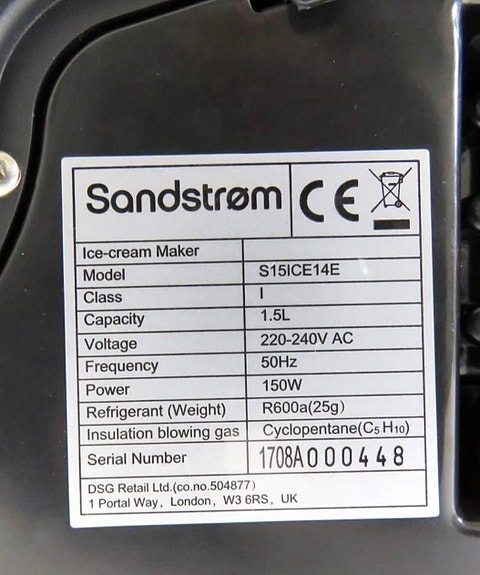 Sandstrøm CE
Ice-cream Maker
Model S15ICE14E
Class I
Capacity 1.5L
Voltage 220-240V AC
Frequency 50Hz
Power 150W
Refrigerant (Weight) R600a(25g)
Insulation blowing gas Cyclopentane(C₅ H₁₀)
Serial Number 1708A000448
DSG Retail Ltd.(co.no.504877)
1 Portal Way, London, W3 6RS, UK